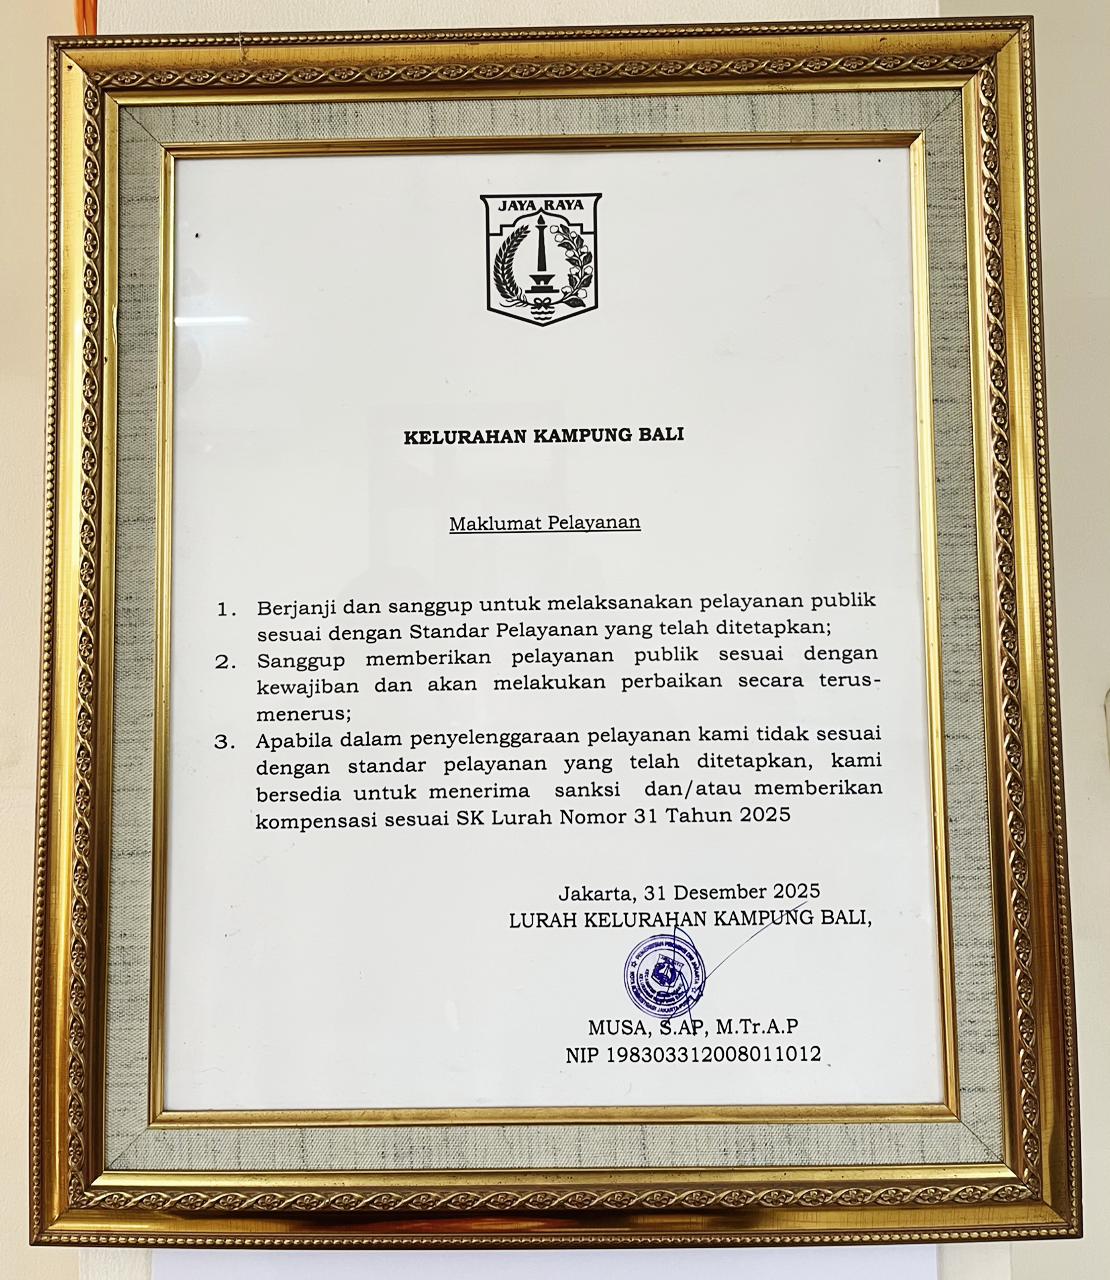 JAYA RAYA
KELURAHAN KAMPUNG BALI
Maklumat Pelayanan
1. Berjanji dan sanggup untuk melaksanakan pelayanan publik
sesuai dengan Standar Pelayanan yang telah ditetapkan;
2. Sanggup memberikan pelayanan publik sesuai dengan
kewajiban dan akan melakukan perbaikan secara terus-
menerus;
3. Apabila dalam penyelenggaraan pelayanan kami tidak sesuai
dengan standar pelayanan yang telah ditetapkan, kami
bersedia untuk menerima sanksi dan/atau memberikan
kompensasi sesuai SK Lurah Nomor 31 Tahun 2025
Jakarta, 31 Desember 2025
LURAH KELURAHAN KAMPUNG BALI,
MUSA, S.AP, M.Tr.A.P
NIP 198303312008011012